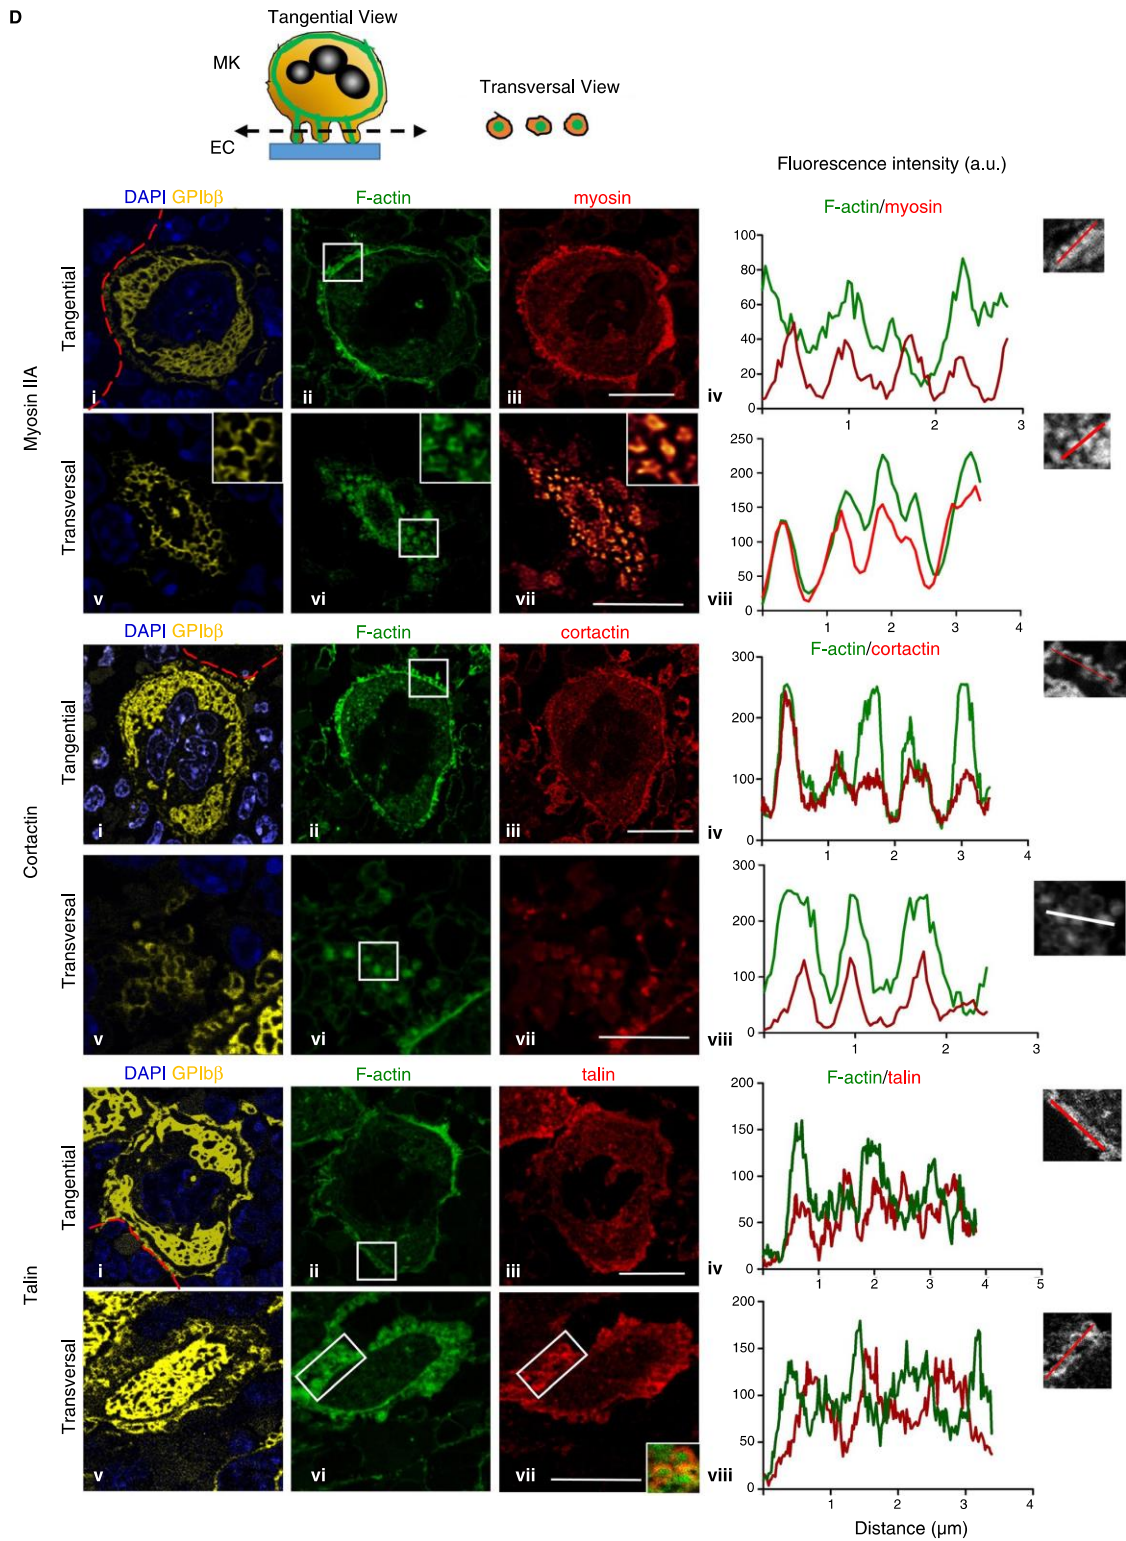 D
Tangential View
MK
Transversal View
EC
Fluorescence intensity (a.u.)
DAPI GPIbβ
F-actin
myosin
F-actin/myosin
Myosin IIA
Tangential
i
ii
iii
iv
100
80
60
40
20
0
1
2
3
Transversal
v
vi
vii
viii
250
200
150
100
50
0
1
2
3
4
DAPI GPIbβ
F-actin
cortactin
F-actin/cortactin
Cortactin
Tangential
i
ii
iii
iv
300
200
100
0
1
2
3
4
Transversal
v
vi
vii
viii
300
200
100
0
1
2
3
DAPI GPIbβ
F-actin
talin
F-actin/talin
Talin
Tangential
i
ii
iii
iv
200
150
100
50
0
1
2
3
4
5
Transversal
v
vi
vii
viii
200
150
100
50
0
1
2
3
4
Distance (µm)